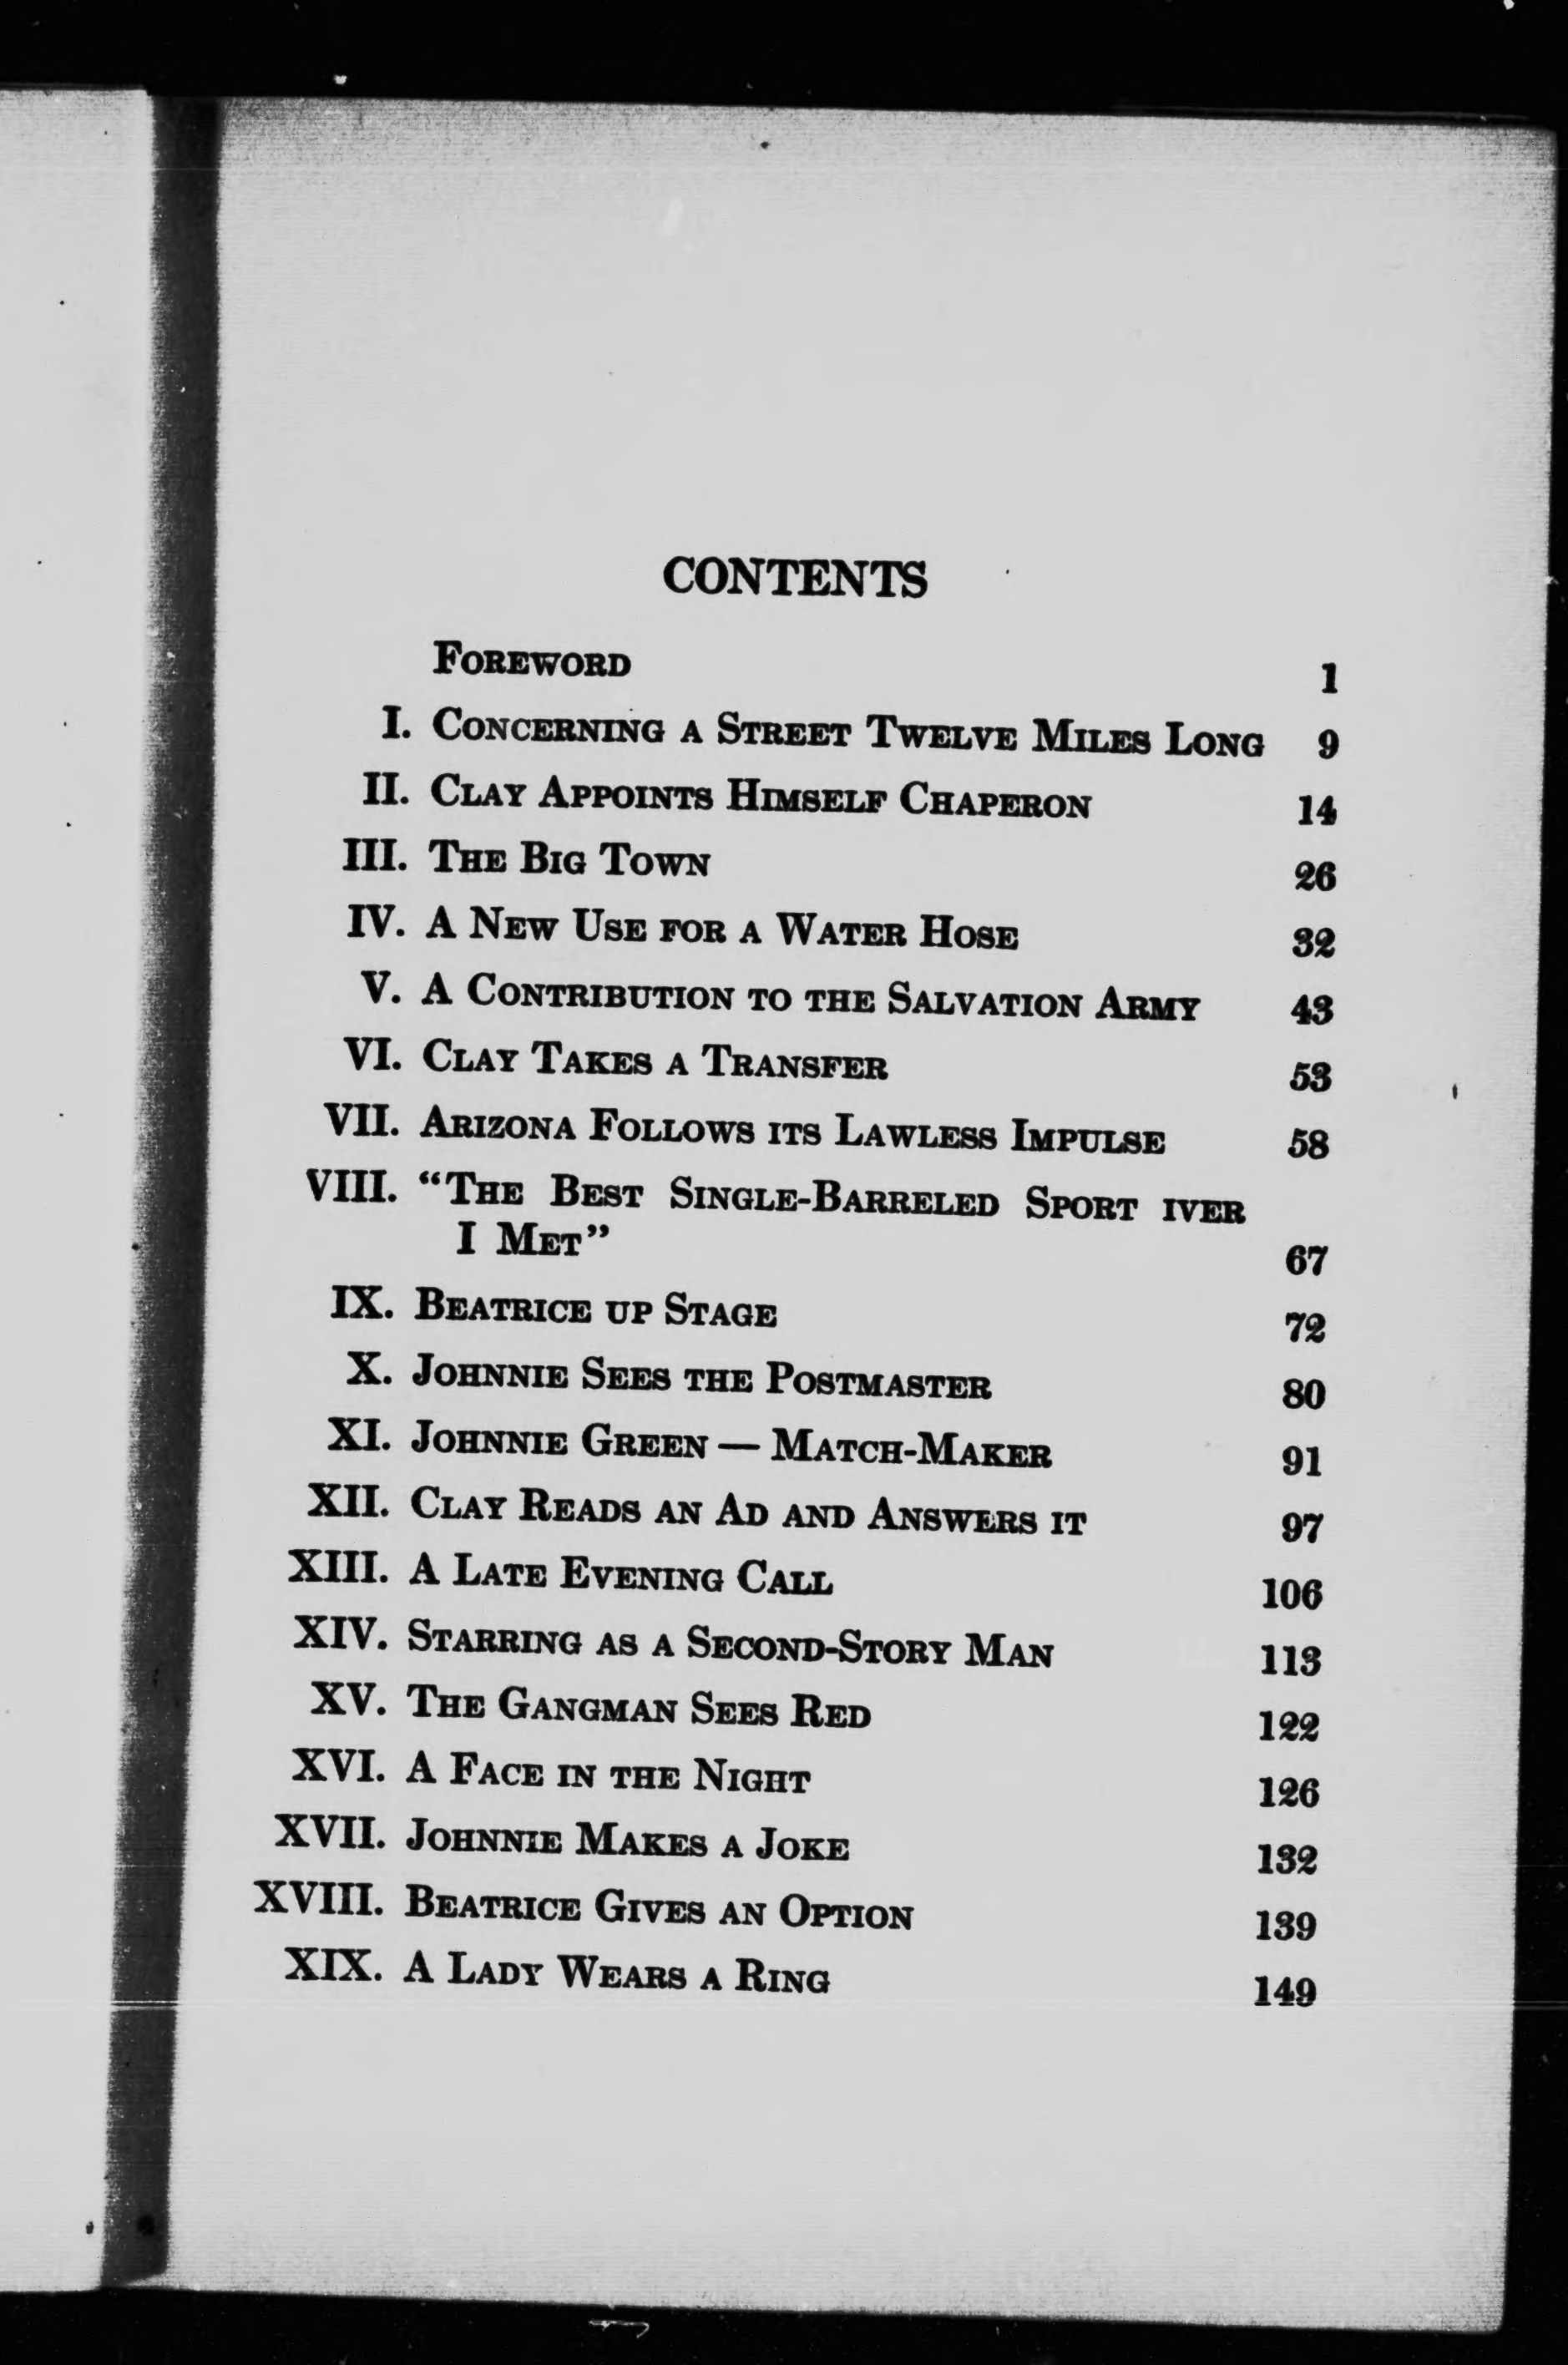 CONTENTS
Foreword 1
I. Concerning a Street Twelve Miles Long 9
II. Clay Appoints Himself Chaperon 14
III. The Big Town 26
IV. A New Use for a Water Hose 32
V. A Contribution to the Salvation Army 43
VI. Clay Takes a Transfer 53
VII. Arizona Follows its Lawless Impulse 58
VIII. “The Best Single-Barreled Sport iver
I Met” 67
IX. Beatrice up Stage 72
X. Johnnie Sees the Postmaster 80
XI. Johnnie Green — Match-Maker 91
XII. Clay Reads an Ad and Answers it 97
XIII. A Late Evening Call 106
XIV. Starring as a Second-Story Man 113
XV. The Gangman Sees Red 122
XVI. A Face in the Night 126
XVII. Johnnie Makes a Joke 132
XVIII. Beatrice Gives an Option 139
XIX. A Lady Wears a Ring 149